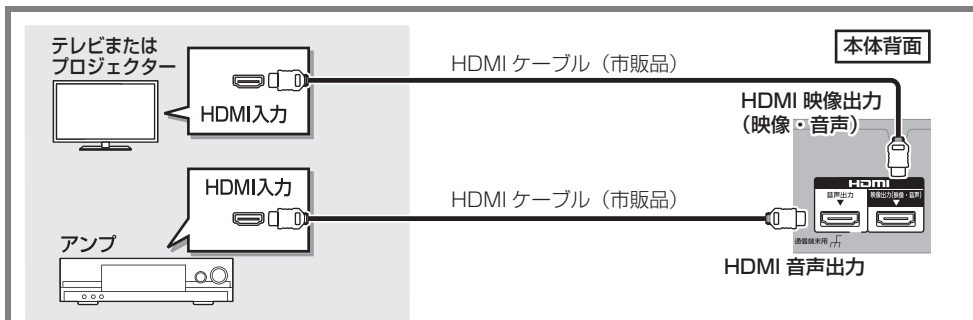 テレビまたは
プロジェクター
HDMI入力
HDMI ケーブル（市販品）
本体背面
HDMI 映像出力
（映像・音声）
HDMI
音声出力
映像出力(映像・音声)
HDMI入力
HDMI ケーブル（市販品）
アンプ
通信端末用
HDMI 音声出力